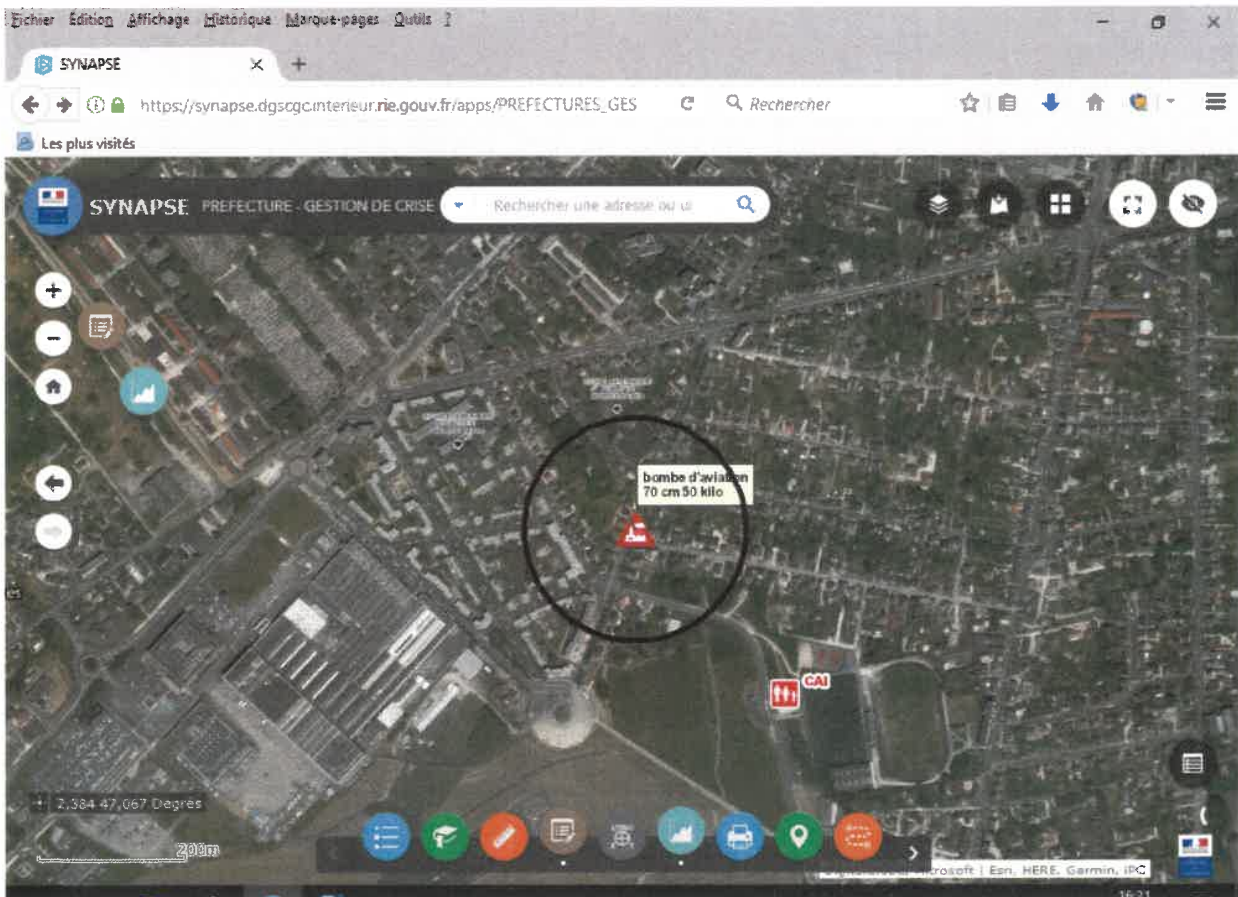 Fichier Édition Affichage Historique Marque-pages Outils ?
SYNAPSE
https://synapse.dgscgc.interieur.rie.gouv.fr/apps/PREFECTURES_GES
Rechercher
Les plus visités
SYNAPSE PREFECTURE - GESTION DE CRISE
Rechercher une adresse ou u
bombe d'aviation
70 cm 50 kilo
CAI
2,384 47,067 Degrés
200m
crosoft | Esri, HERE, Garmin, iPC
16:21